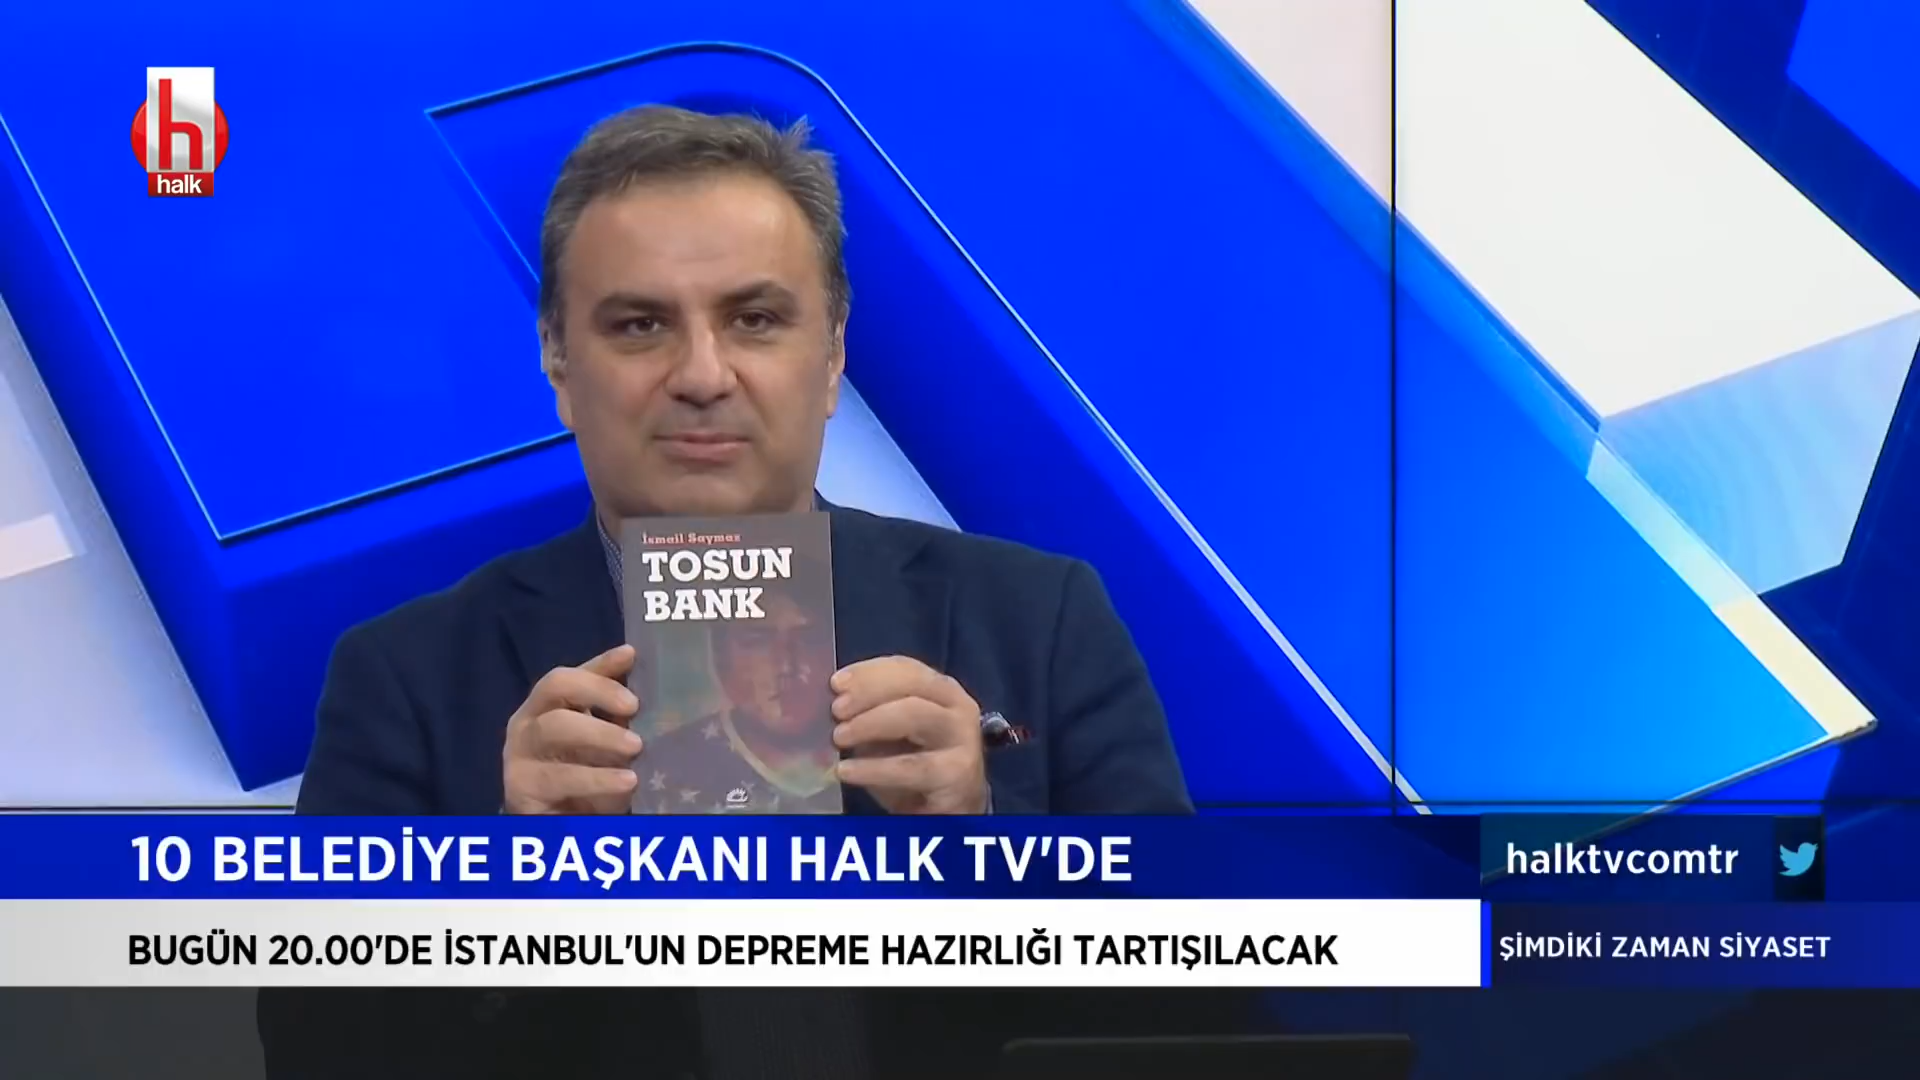 h
halk
İsmail Saymaz
TOSUN
BANK
10 BELEDİYE BAŞKANI HALK TV'DE
halktvcomtr
BUGÜN 20.00'DE İSTANBUL'UN DEPREME HAZIRLIĞI TARTIŞILACAK
ŞİMDİKİ ZAMAN SİYASET